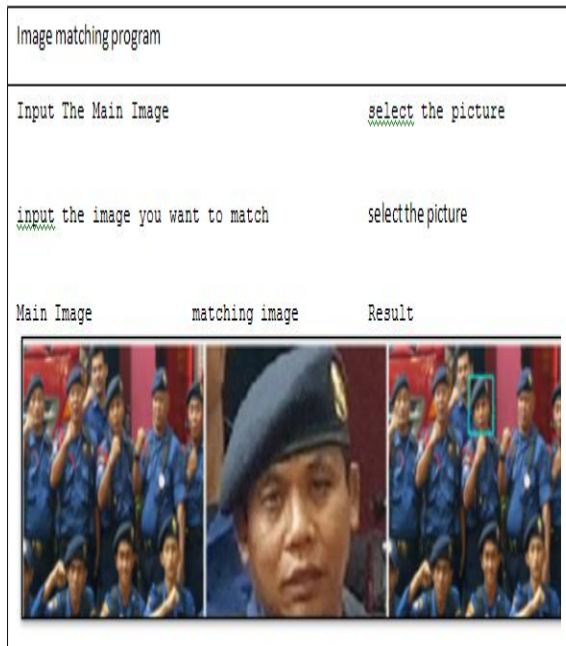 Image matching program
Input The Main Image select the picture
input the image you want to match select the picture
Main Image matching image Result